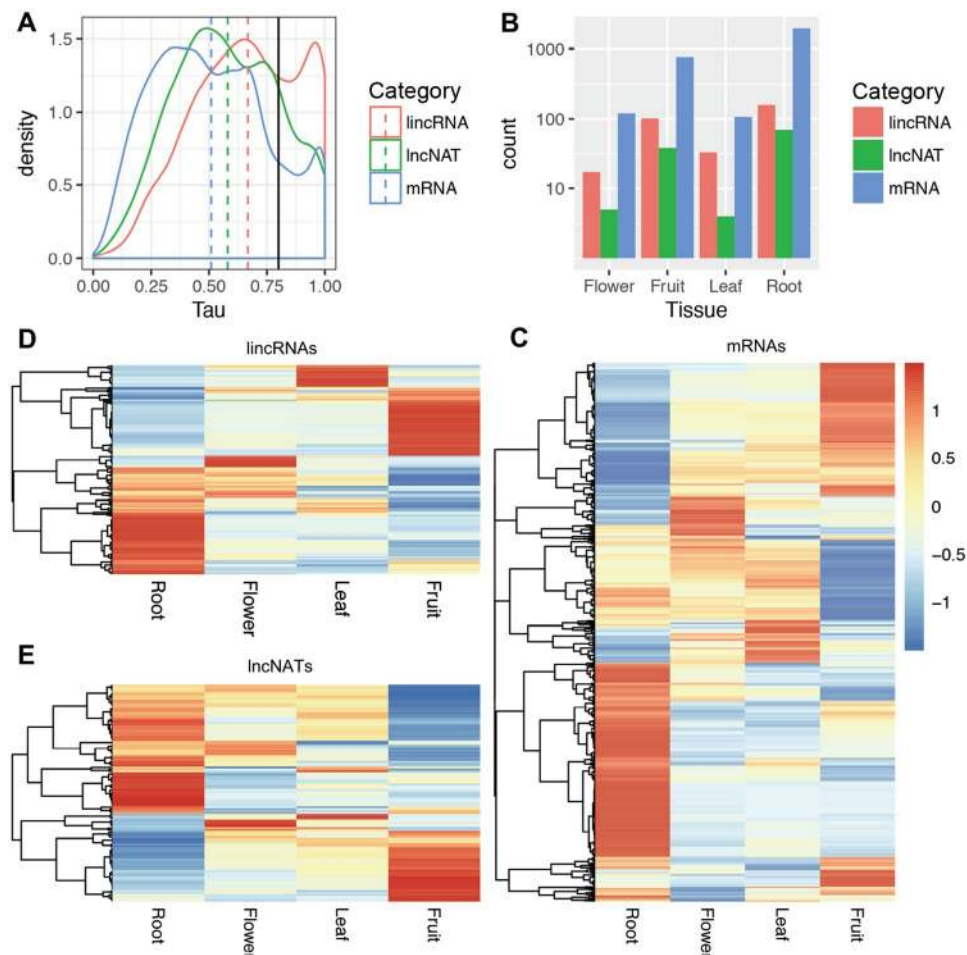 A
density
1.5
1.0
0.5
0.0
0.00
0.25
0.50
0.75
1.00
Tau
Category
lincRNA
lncNAT
mRNA
B
count
1000
100
10
Flower
Fruit
Leaf
Root
Tissue
Category
lincRNA
lncNAT
mRNA
D
lincRNAs
Root
Flower
Leaf
Fruit
C
mRNAs
1
0.5
0
−0.5
−1
Root
Flower
Leaf
Fruit
E
lncNATs
Root
Flower
Leaf
Fruit